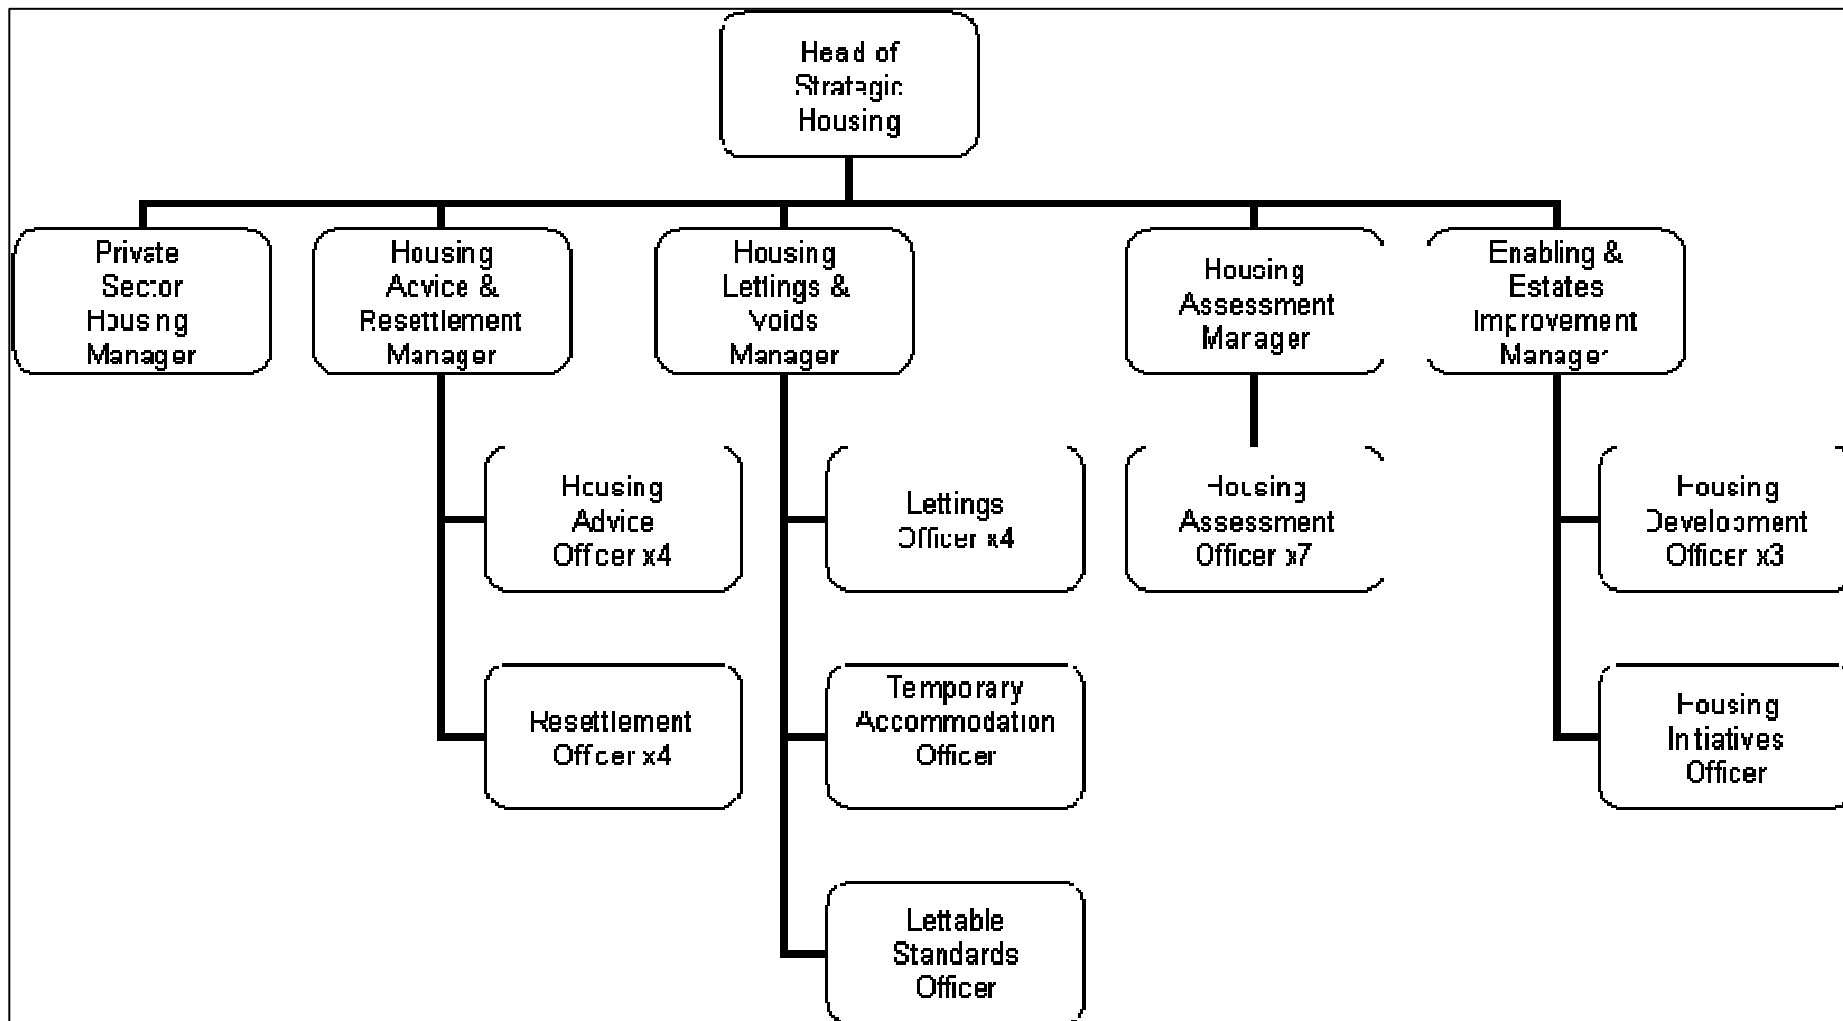 Head of
Strategic
Housing
Private
Sector
Housing
Manager
Housing
Advice &
Resettlement
Manager
Housing
Lettings &
Voids
Manager
Housing
Assessment
Manager
Enabling &
Estates
Improvement
Manager
Housing
Advice
Officer x4
Lettings
Officer x4
Housing
Assessment
Officer x7
Housing
Development
Officer x3
Resettlement
Officer x4
Temporary
Accommodation
Officer
Housing
Initiatives
Officer
Lettable
Standards
Officer